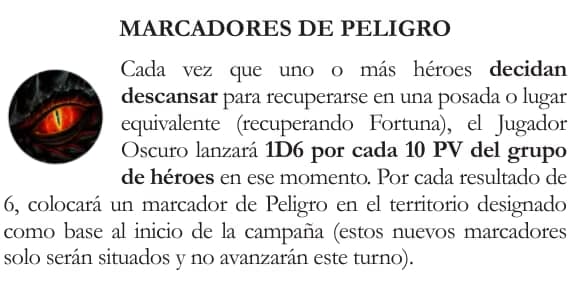 MARCADORES DE PELIGRO
Cada vez que uno o más héroes decidan
descansar para recuperarse en una posada o lugar
equivalente (recuperando Fortuna), el Jugador
Oscuro lanzará 1D6 por cada 10 PV del grupo
de héroes en ese momento. Por cada resultado de
6, colocará un marcador de Peligro en el territorio designado
como base al inicio de la campaña (estos nuevos marcadores
solo serán situados y no avanzarán este turno).